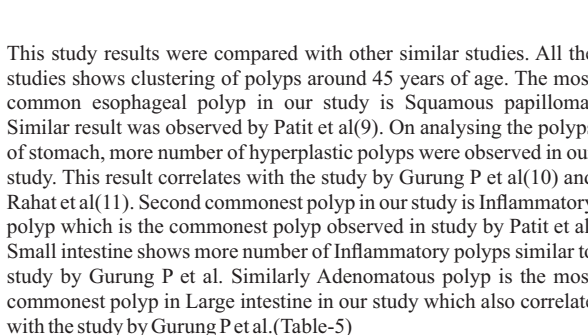 This study results were compared with other similar studies. All the
studies shows clustering of polyps around 45 years of age. The most
common esophageal polyp in our study is Squamous papilloma
Similar result was observed by Patit et al(9). On analysing the polyps
of stomach, more number of hyperplastic polyps were observed in our
study. This result correlates with the study by Gurung P et al(10) and
Rahat et al(11). Second commonest polyp in our study is Inflammatory
polyp which is the commonest polyp observed in study by Patit et al
Small intestine shows more number of Inflammatory polyps similar to
study by Gurung P et al. Similarly Adenomatous polyp is the most
commonest polyp in Large intestine in our study which also correlate
with the study by Gurung P et al.(Table-5)